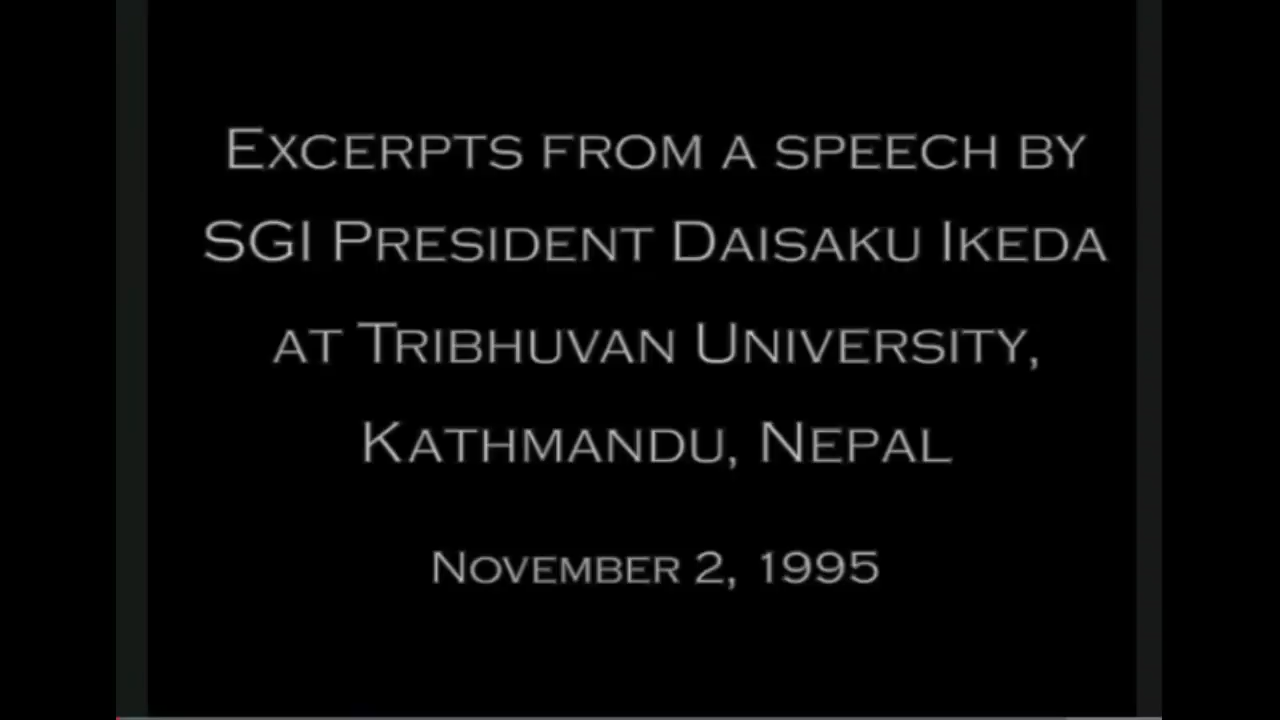 Excerpts from a speech by
SGI President Daisaku Ikeda
at Tribhuvan University,
Kathmandu, Nepal
November 2, 1995